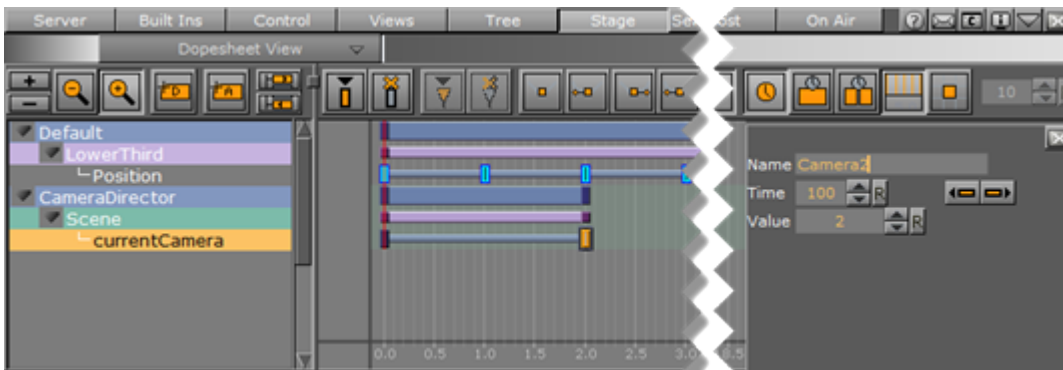 Server Built Ins Control Views Tree Stage On Air ? C
Dopesheet View
+ D A 10
−
Default
LowerThird
Position
CameraDirector
Scene
currentCamera
Name Camera2
Time 100 R
Value 2 R
0.0 0.5 1.0 1.5 2.0 2.5 3.0